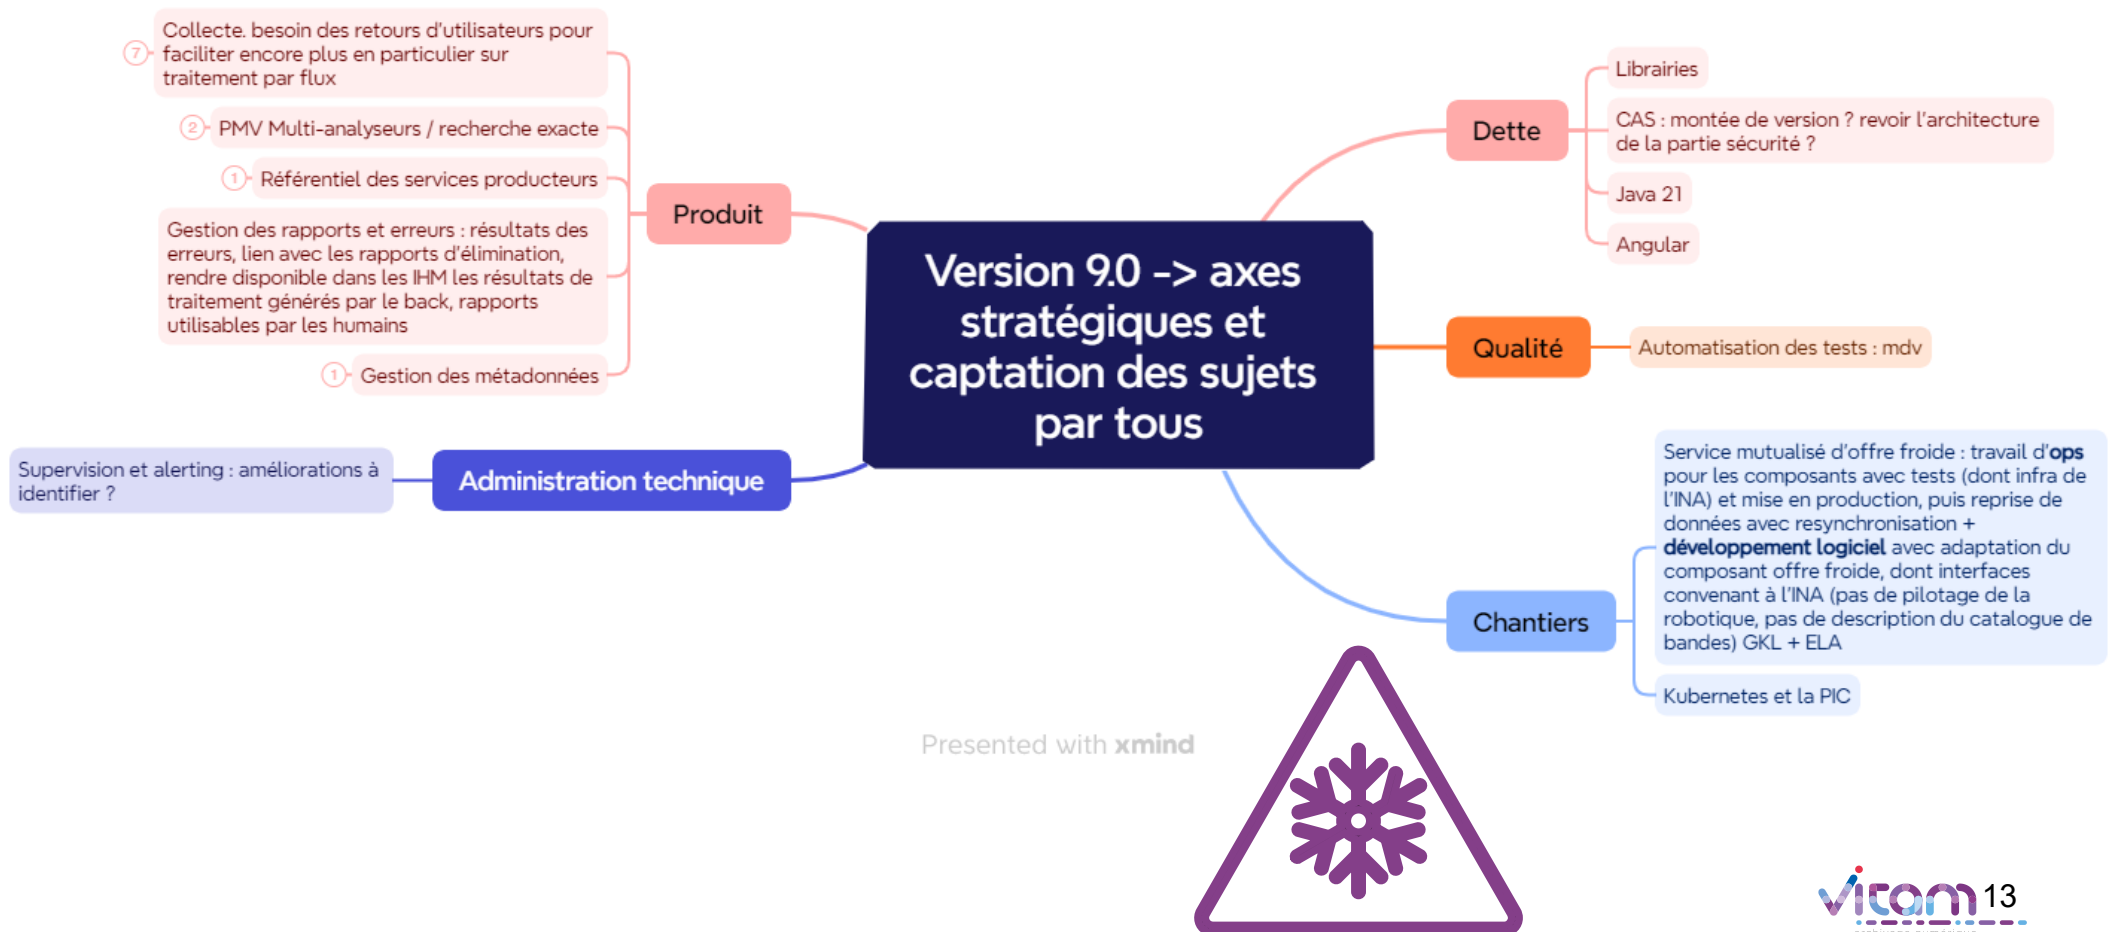 Collecte. besoin des retours d'utilisateurs pour
faciliter encore plus en particulier sur
traitement par flux
7
PMV Multi-analyseurs / recherche exacte
2
Référentiel des services producteurs
1
Gestion des rapports et erreurs : résultats des
erreurs, lien avec les rapports d'élimination,
rendre disponible dans les IHM les résultats de
traitement générés par le back, rapports
utilisables par les humains
Gestion des métadonnées
1
Produit
Supervision et alerting : améliorations à
identifier ?
Administration technique
Version 9.0 -> axes
stratégiques et
captation des sujets
par tous
Dette
Librairies
CAS : montée de version ? revoir l'architecture
de la partie sécurité ?
Java 21
Angular
Qualité
Automatisation des tests : mdv
Chantiers
Service mutualisé d'offre froide : travail d'ops
pour les composants avec tests (dont infra de
l'INA) et mise en production, puis reprise de
données avec resynchronisation +
développement logiciel avec adaptation du
composant offre froide, dont interfaces
convenant à l'INA (pas de pilotage de la
robotique, pas de description du catalogue de
bandes) GKL + ELA
Kubernetes et la PIC
Presented with xmind
vitam
13